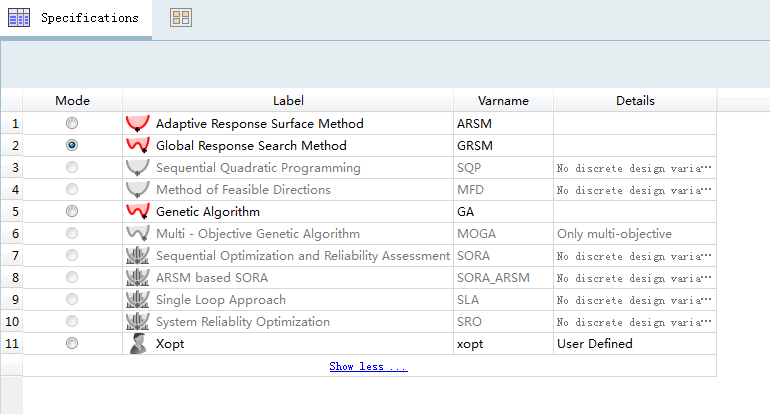 Specifications
Mode Label Varname Details
1 Adaptive Response Surface Method ARSM
2 Global Response Search Method GRSM
3 Sequential Quadratic Programming SQP No discrete design varia…
4 Method of Feasible Directions MFD No discrete design varia…
5 Genetic Algorithm GA
6 Multi - Objective Genetic Algorithm MOGA Only multi-objective
7 Sequential Optimization and Reliability Assessment SORA No discrete design varia…
8 ARSM based SORA SORA_ARSM No discrete design varia…
9 Single Loop Approach SLA No discrete design varia…
10 System Reliablity Optimization SRO No discrete design varia…
11 Xopt xopt User Defined
Show less ...